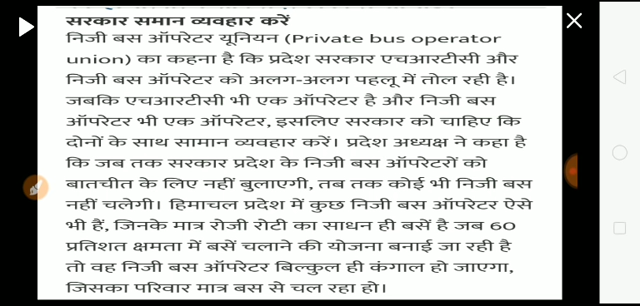 सरकार समान व्यवहार करें
निजी बस ऑपरेटर यूनियन (Private bus operator
union) का कहना है कि प्रदेश सरकार एचआरटीसी और
निजी बस ऑपरेटर को अलग-अलग पहलू में तोल रही है।
जबकि एचआरटीसी भी एक ऑपरेटर है और निजी बस
ऑपरेटर भी एक ऑपरेटर, इसलिए सरकार को चाहिए कि
दोनों के साथ सामान व्यवहार करें। प्रदेश अध्यक्ष ने कहा है
कि जब तक सरकार प्रदेश के निजी बस ऑपरेटरों को
बातचीत के लिए नहीं बुलाएगी, तब तक कोई भी निजी बस
नहीं चलेगी। हिमाचल प्रदेश में कुछ निजी बस ऑपरेटर ऐसे
भी हैं, जिनके मात्र रोजी रोटी का साधन ही बसें है जब 60
प्रतिशत क्षमता में बसें चलाने की योजना बनाई जा रही है
तो वह निजी बस ऑपरेटर बिल्कुल ही कंगाल हो जाएगा,
जिसका परिवार मात्र बस से चल रहा हो।